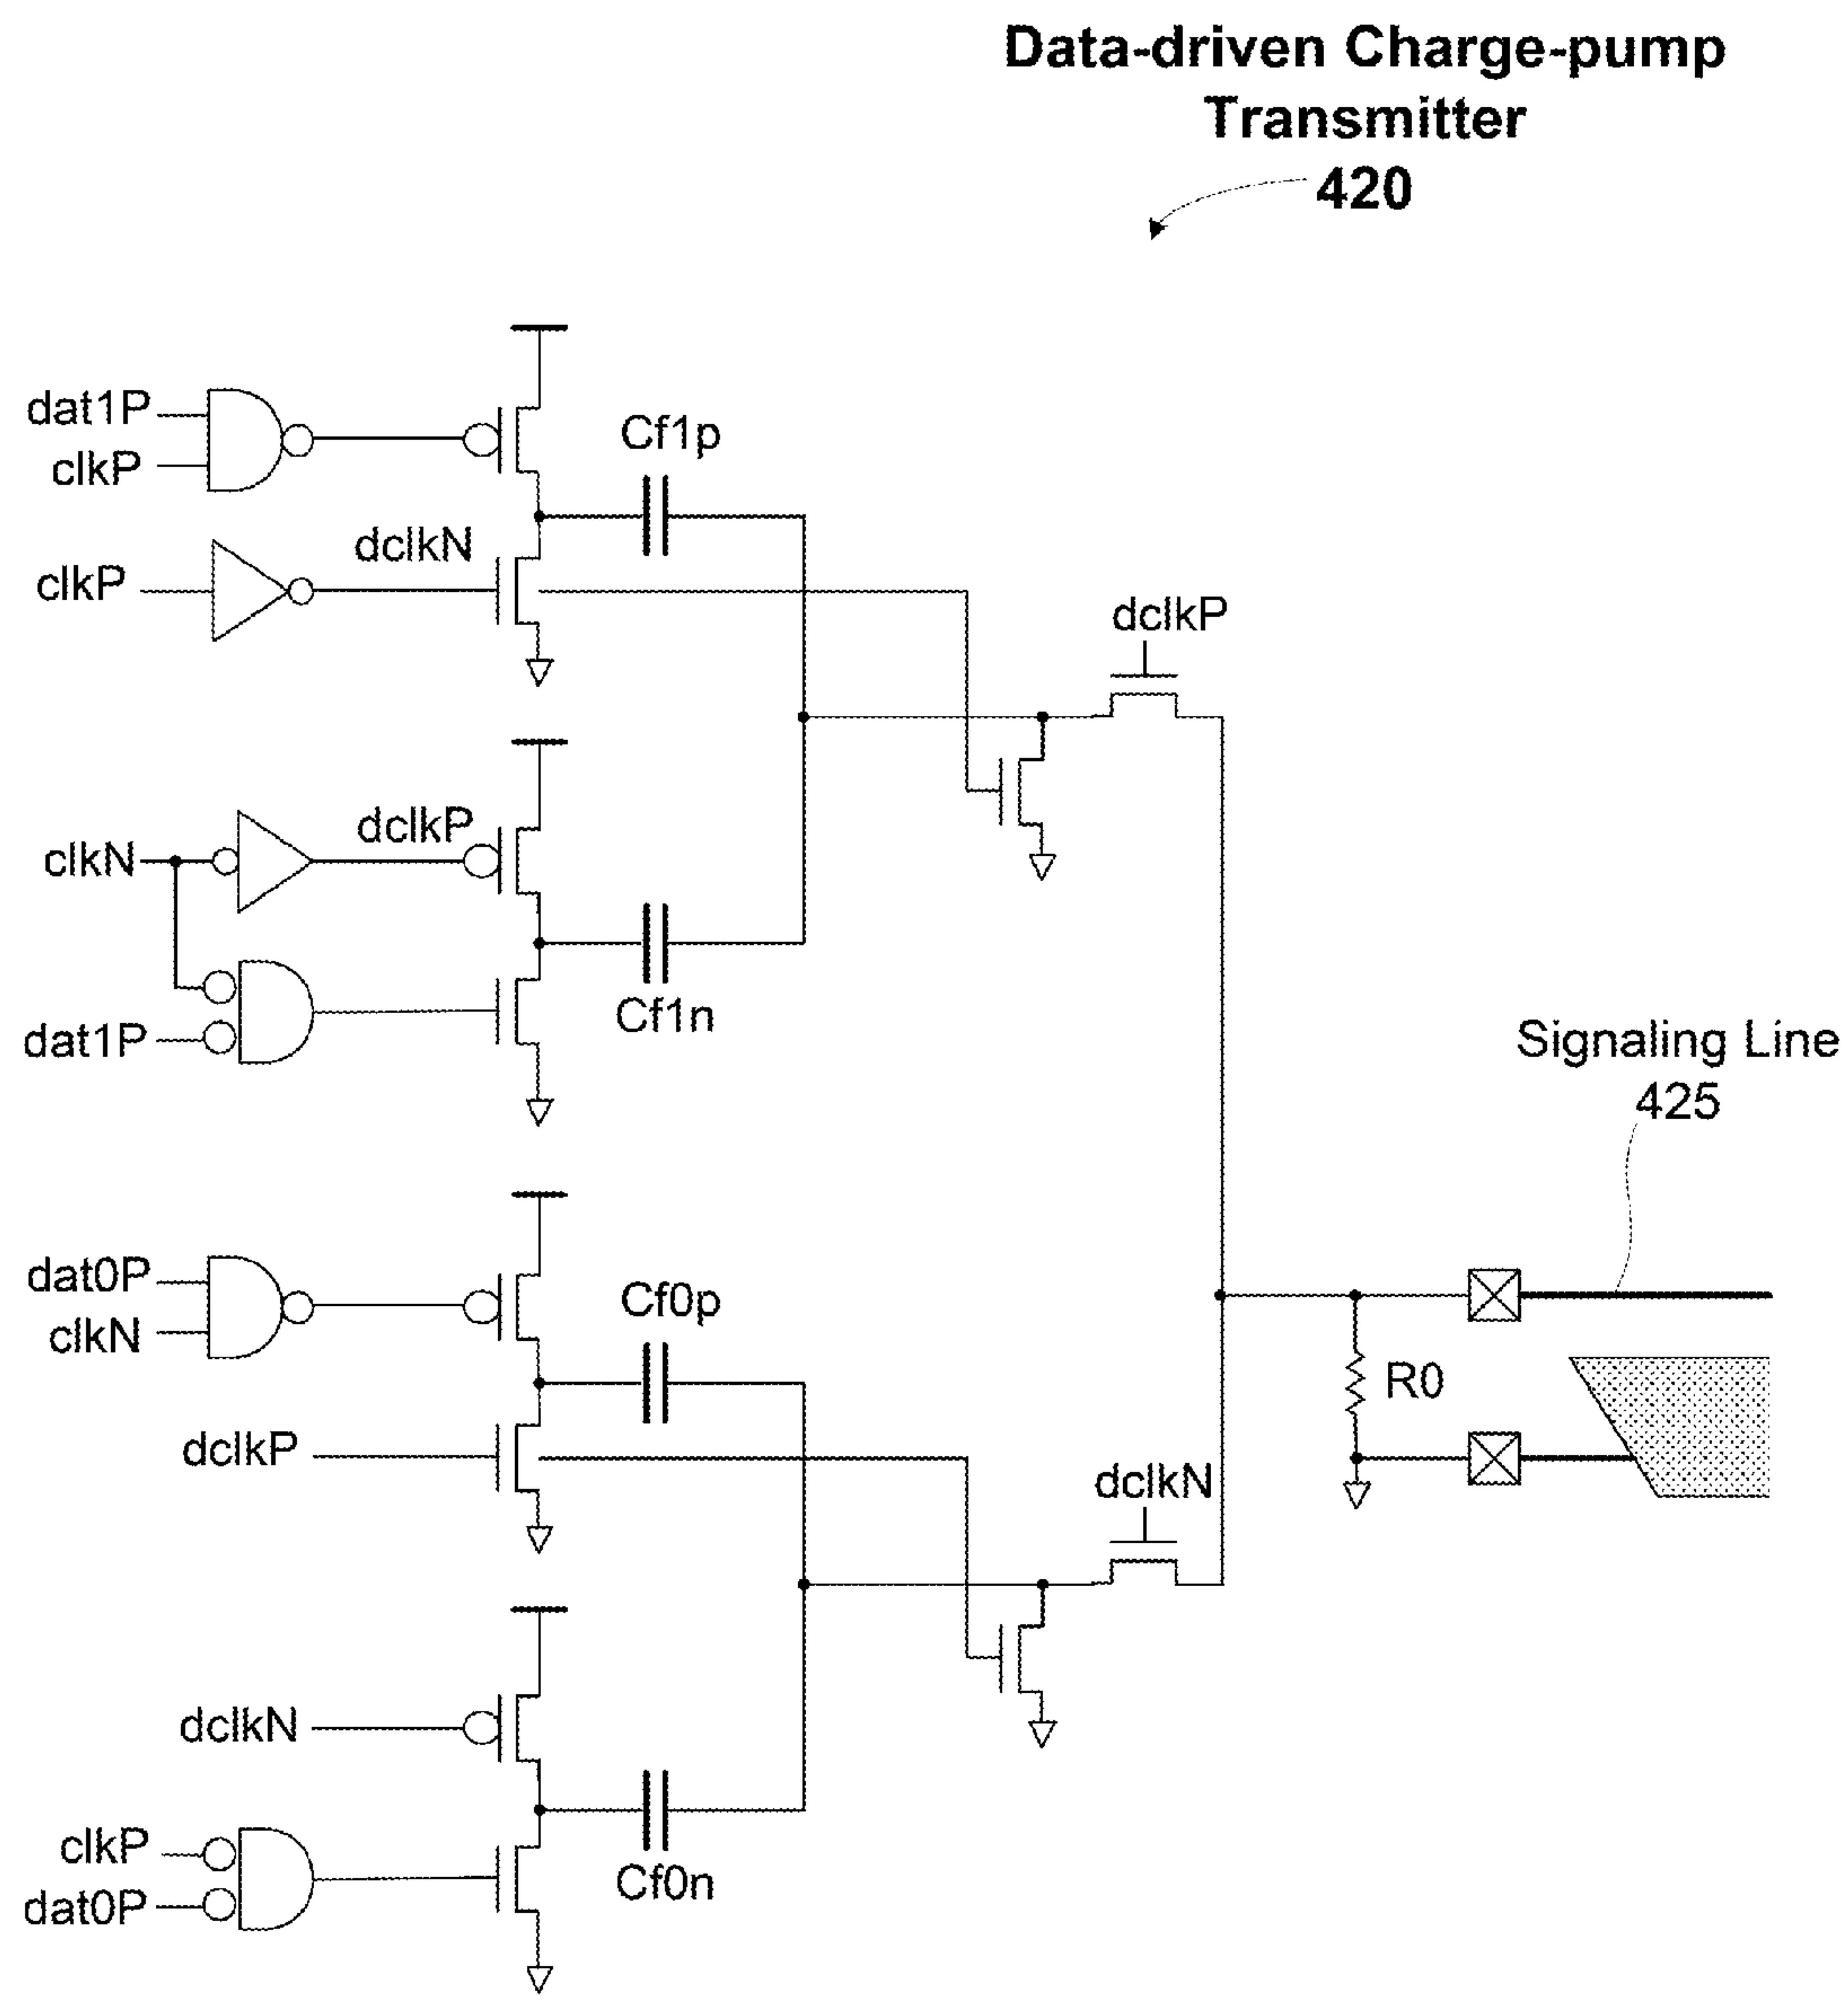 Data-driven Charge-pump
Transmitter
420
dat1P
clkP
Cf1p
dclkN
clkP
dclkP
dclkP
clkN
Cf1n
dat1P
Signaling Line
425
dat0P
clkN
Cf0p
R0
dclkP
dclkN
dclkN
clkP
dat0P
Cf0n